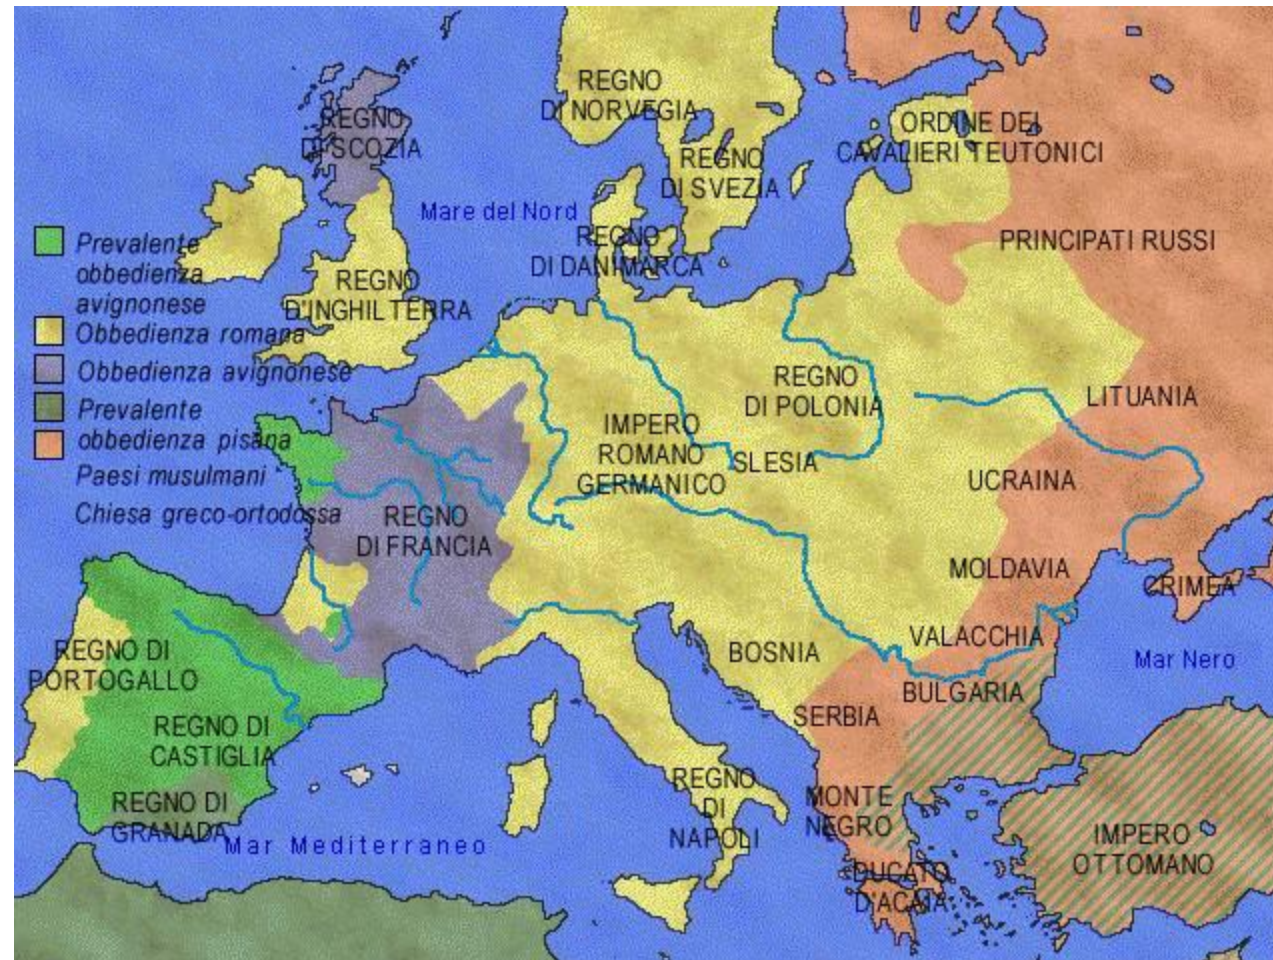 REGNO
DI NORVEGIA
REGNO
DI SCOZIA
ORDINE DEI
CAVALIERI TEUTONICI
REGNO
DI SVEZIA
Mare del Nord
REGNO
DI DANIMARCA
PRINCIPATI RUSSI
Prevalente
obbedienza
avignonese
Obbedienza romana
Obbedienza avignonese
Prevalente
obbedienza pisana
Paesi musulmani
Chiesa greco-ortodossa
REGNO
D'INGHILTERRA
REGNO
DI POLONIA
LITUANIA
IMPERO
ROMANO
GERMANICO
SLESIA
UCRAINA
REGNO
DI FRANCIA
MOLDAVIA
CRIMEA
VALACCHIA
BOSNIA
Mar Nero
REGNO DI
PORTOGALLO
BULGARIA
SERBIA
REGNO DI
CASTIGLIA
REGNO DI
GRANADA
REGNO
DI
NAPOLI
MONTE
NEGRO
Mar Mediterraneo
IMPERO
OTTOMANO
DUCATO
D'ACAIA